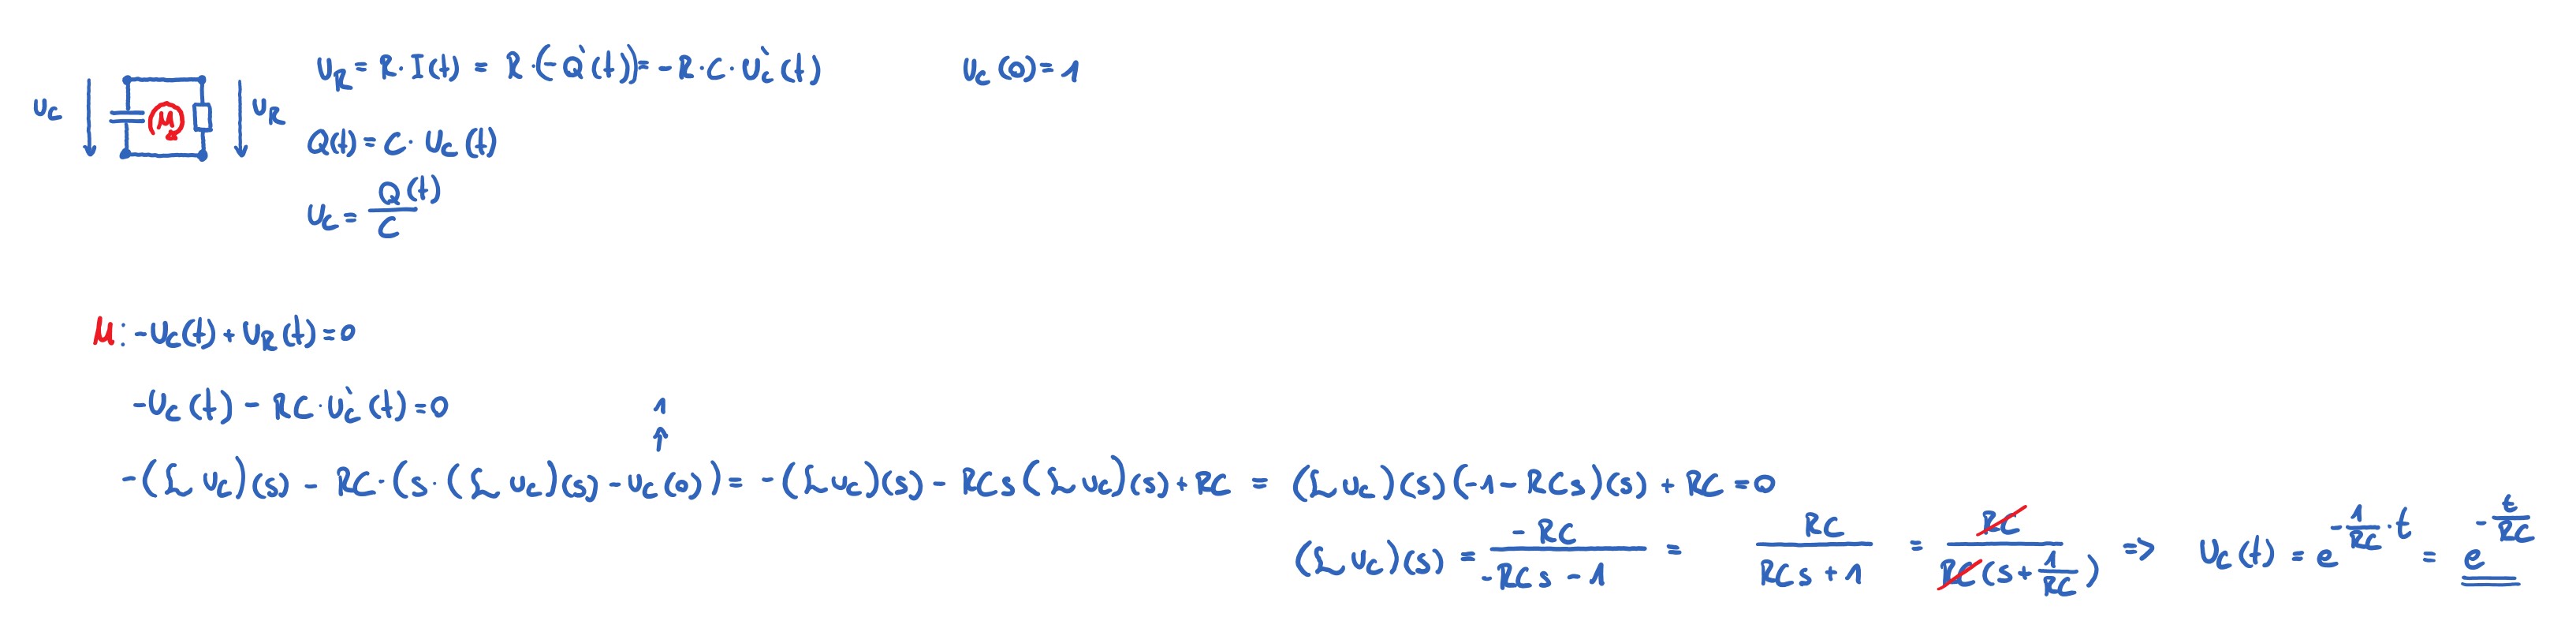 U_C M U_R
U_R = R · I(t) = R · (-Q̇(t)) = -R · C · U̇_C(t) U_C(0) = 1
Q(t) = C · U_C(t)
U_C = Q(t)/C
M: -U_C(t) + U_R(t) = 0
-U_C(t) - RC · U̇_C(t) = 0
1
↑
-(ℒ U_C)(s) - RC · (s · (ℒ U_C)(s) - U_C(0)) = -(ℒ U_C)(s) - RCs(ℒ U_C)(s) + RC = (ℒ U_C)(s)(-1 - RCs)(s) + RC = 0
(ℒ U_C)(s) = -RC/(-RCs - 1) = RC/(RCs + 1) = RC/(RC(s + 1/RC)) => U_C(t) = e^(-1/RC · t) = e^(-t/RC)